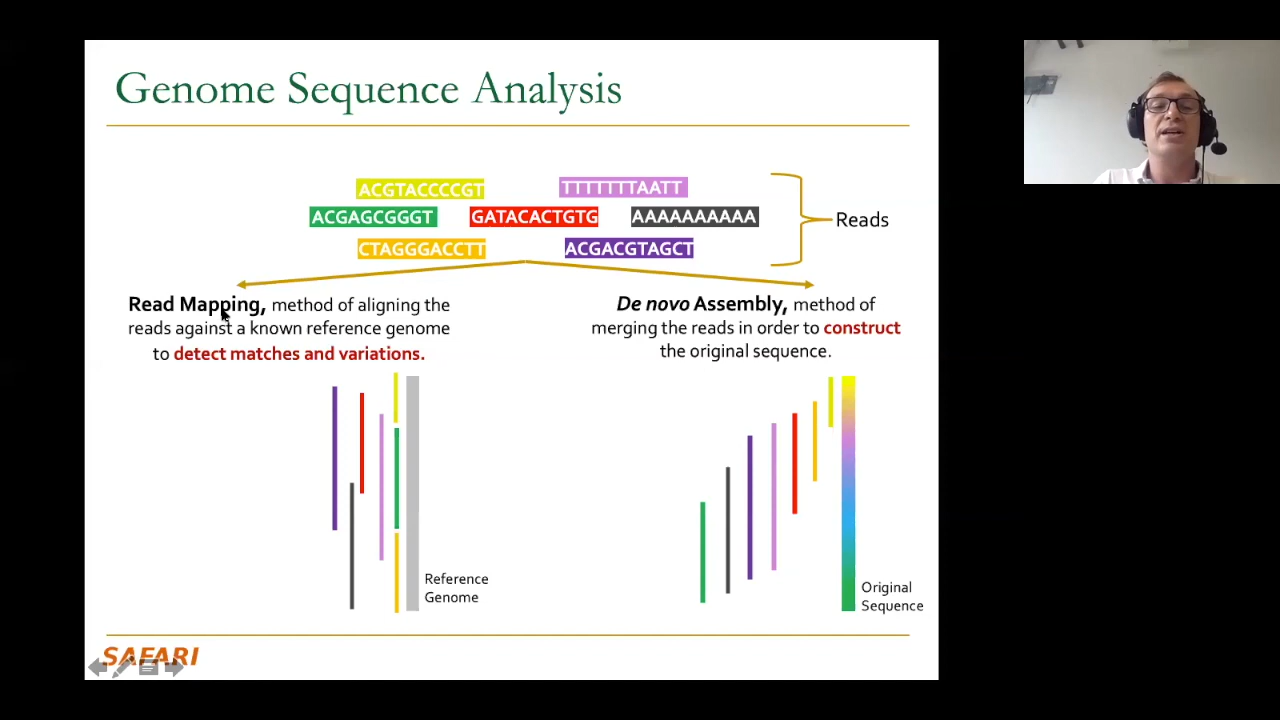 Genome Sequence Analysis
ACGTACCCCGT
TTTTTTTAATT
ACGAGCGGGT
GATACACTGTG
AAAAAAAAAA
Reads
CTAGGGACCTT
ACGACGTAGCT
Read Mapping, method of aligning the
reads against a known reference genome
to detect matches and variations.
De novo Assembly, method of
merging the reads in order to construct
the original sequence.
Reference
Genome
Original
Sequence
SAFARI